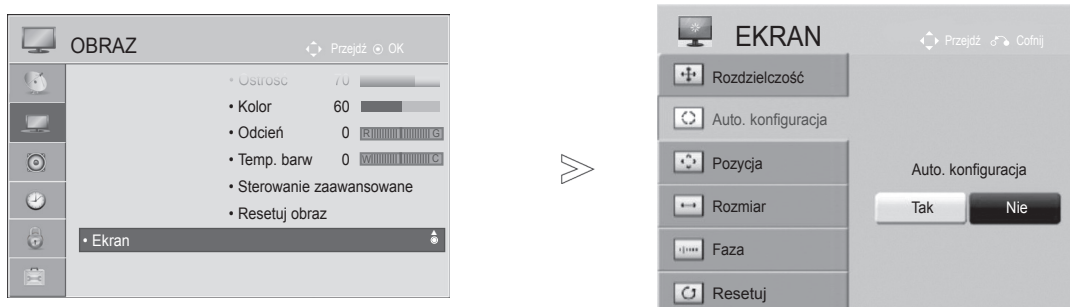 OBRAZ
Przejdź OK
• Ostrość 70
• Kolor 60
• Odcień 0 R G
• Temp. barw 0 W C
• Sterowanie zaawansowane
• Resetuj obraz
• Ekran
EKRAN
Przejdź Cofnij
Rozdzielczość
Auto. konfiguracja
Pozycja
Rozmiar
Faza
Resetuj
Auto. konfiguracja
Tak Nie